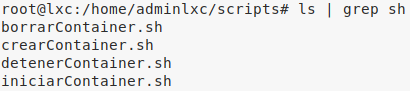 root@lxc:/home/adminlxc/scripts# ls | grep sh
borrarContainer.sh
crearContainer.sh
detenerContainer.sh
iniciarContainer.sh